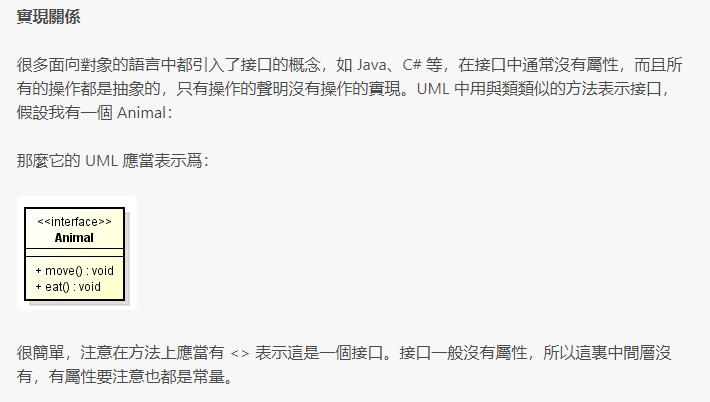 實現關係
很多面向對象的語言中都引入了接口的概念，如 Java、C# 等，在接口中通常沒有屬性，而且所
有的操作都是抽象的，只有操作的聲明沒有操作的實現。UML 中用與類類似的方法表示接口，
假設我有一個 Animal：
那麼它的 UML 應當表示爲：
<<interface>>
Animal
+ move() : void
+ eat() : void
很簡單，注意在方法上應當有 <> 表示這是一個接口。接口一般沒有屬性，所以這裏中間層沒
有，有屬性要注意也都是常量。